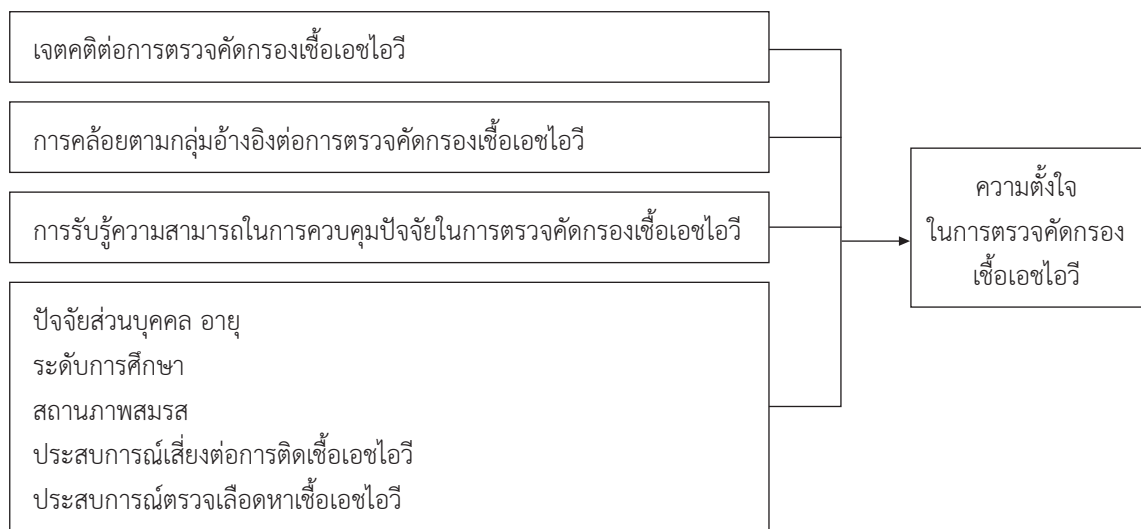 เจตคติต่อการตรวจคัดกรองเชื้อเอชไอวี
การคล้อยตามกลุ่มอ้างอิงต่อการตรวจคัดกรองเชื้อเอชไอวี
การรับรู้ความสามารถในการควบคุมปัจจัยในการตรวจคัดกรองเชื้อเอชไอวี
ปัจจัยส่วนบุคคล อายุ
ระดับการศึกษา
สถานภาพสมรส
ประสบการณ์เสี่ยงต่อการติดเชื้อเอชไอวี
ประสบการณ์ตรวจเลือดหาเชื้อเอชไอวี
ความตั้งใจ
ในการตรวจคัดกรอง
เชื้อเอชไอวี